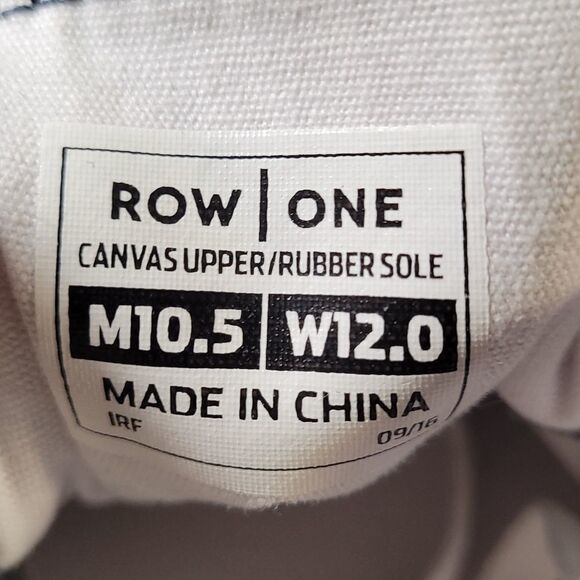 ROW | ONE
CANVAS UPPER/RUBBER SOLE
M10.5 | W12.0
MADE IN CHINA
IRF 09/16